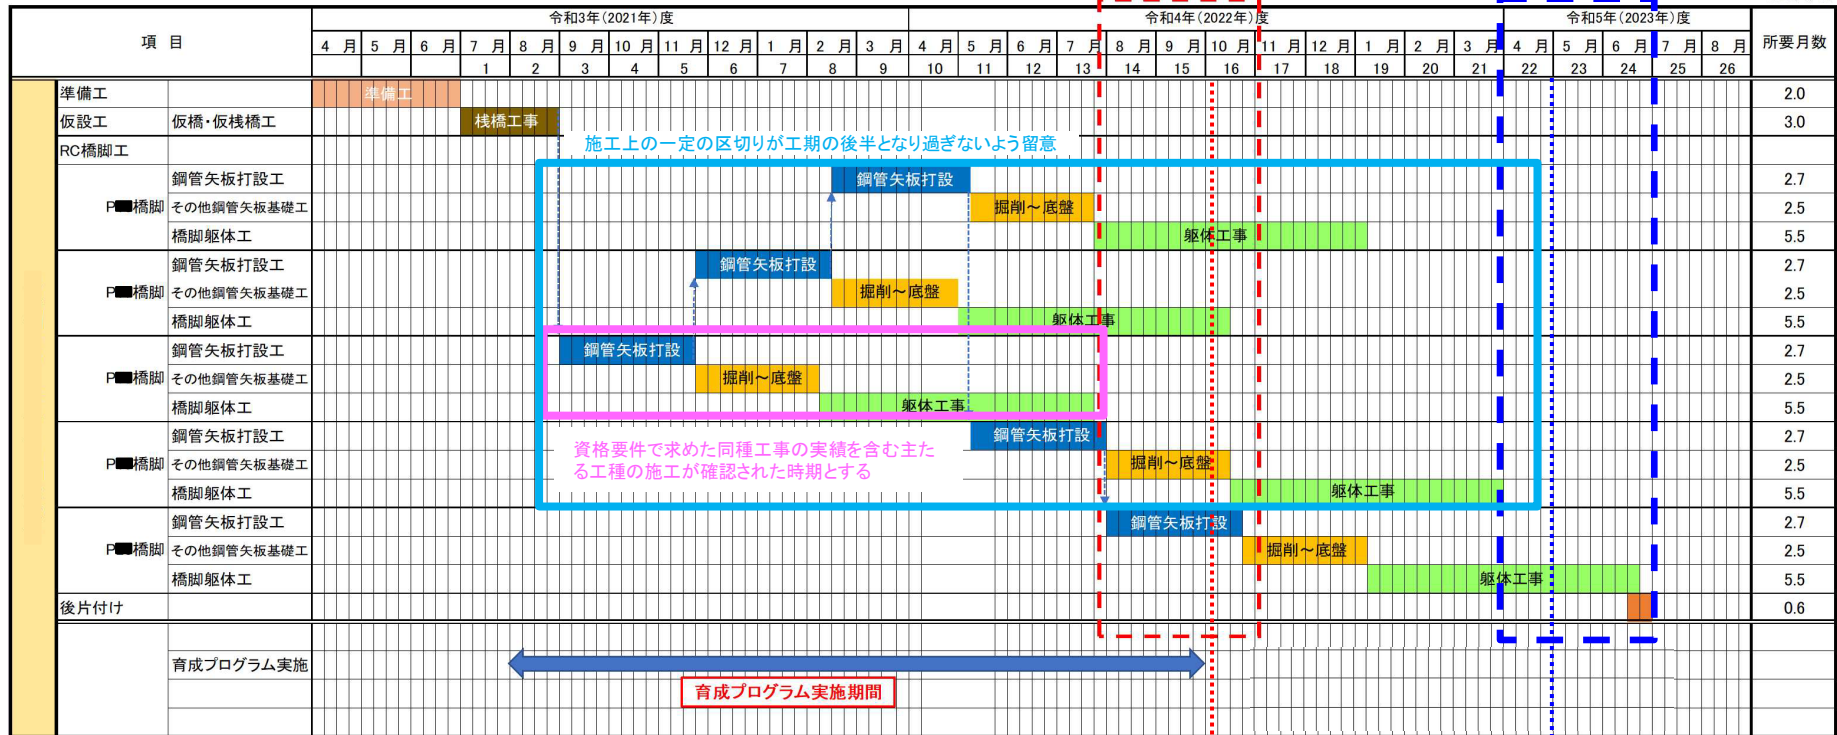 項 目
令和3年(2021年)度 令和4年(2022年)度 令和5年(2023年)度 所要月数
4 月 5 月 6 月 7 月 8 月 9 月 10 月 11 月 12 月 1 月 2 月 3 月 4 月 5 月 6 月 7 月 8 月 9 月 10 月 11 月 12 月 1 月 2 月 3 月 4 月 5 月 6 月 7 月 8 月
1 2 3 4 5 6 7 8 9 10 11 12 13 14 15 16 17 18 19 20 21 22 23 24 25 26
準備工 準備工 2.0
仮設工 仮橋・仮桟橋工 桟橋工事 3.0
施工上の一定の区切りが工期の後半となり過ぎないよう留意
RC橋脚工
鋼管矢板打設工 鋼管矢板打設 2.7
P 橋脚 その他鋼管矢板基礎工 掘削～底盤 2.5
橋脚躯体工 躯体工事 5.5
鋼管矢板打設工 鋼管矢板打設 2.7
P 橋脚 その他鋼管矢板基礎工 掘削～底盤 2.5
橋脚躯体工 躯体工事 5.5
鋼管矢板打設工 鋼管矢板打設 2.7
P 橋脚 その他鋼管矢板基礎工 掘削～底盤 2.5
橋脚躯体工 躯体工事 5.5
鋼管矢板打設工 鋼管矢板打設 2.7
資格要件で求めた同種工事の実績を含む主た
る工種の施工が確認された時期とする
P 橋脚 その他鋼管矢板基礎工 掘削～底盤 2.5
橋脚躯体工 躯体工事 5.5
鋼管矢板打設工 鋼管矢板打設 2.7
P 橋脚 その他鋼管矢板基礎工 掘削～底盤 2.5
橋脚躯体工 躯体工事 5.5
後片付け 0.6
育成プログラム実施
育成プログラム実施期間